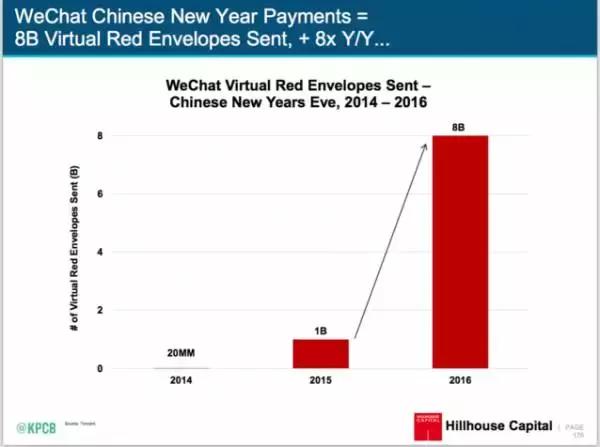 WeChat Chinese New Year Payments =
8B Virtual Red Envelopes Sent, + 8x Y/Y...
WeChat Virtual Red Envelopes Sent –
Chinese New Years Eve, 2014 – 2016
# of Virtual Red Envelopes Sent (B)
8
6
4
2
0
20MM
1B
8B
2014
2015
2016
@KPCB
Source: Tencent
HILLHOUSE
CAPITAL
Hillhouse Capital
PAGE